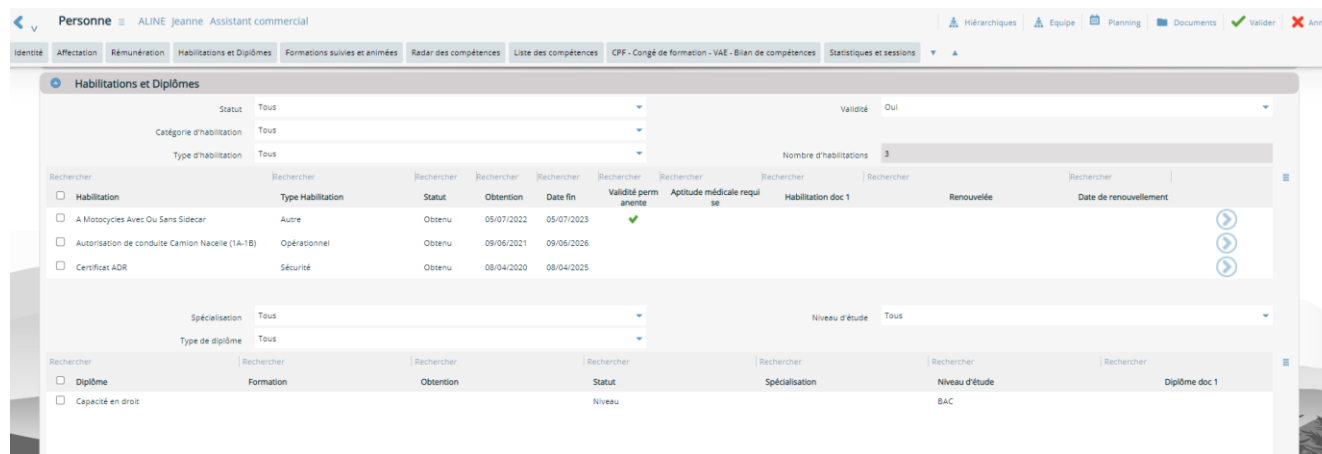 Personne ALINE Jeanne Assistant commercial Hiérarchiques Equipe Planning Documents Valider Ann
Identité Affectation Rémunération Habilitations et Diplômes Formations suivies et animées Radar des compétences Liste des compétences CPF - Congé de formation - VAE - Bilan de compétences Statistiques et sessions
Habilitations et Diplômes
Statut Tous Validité Oui
Catégorie d'habilitation Tous
Type d'habilitation Tous Nombre d'habilitations 3
Rechercher Rechercher Rechercher Rechercher Rechercher Rechercher Rechercher Rechercher Rechercher Rechercher
Habilitation Type Habilitation Statut Obtention Date fin Validité perm Aptitude médicale requi Habilitation doc 1 Renouvelée Date de renouvellement
anente se
A Motocycles Avec Ou Sans Sidecar Autre Obtenu 05/07/2022 05/07/2023
Autorisation de conduite Camion Nacelle (1A-1B) Opérationnel Obtenu 09/06/2021 09/06/2026
Certificat ADR Sécurité Obtenu 08/04/2020 08/04/2025
Spécialisation Tous Niveau d'étude Tous
Type de diplôme Tous
Rechercher Rechercher Rechercher Rechercher Rechercher Rechercher Rechercher
Diplôme Formation Obtention Statut Spécialisation Niveau d'étude Diplôme doc 1
Capacité en droit Niveau BAC